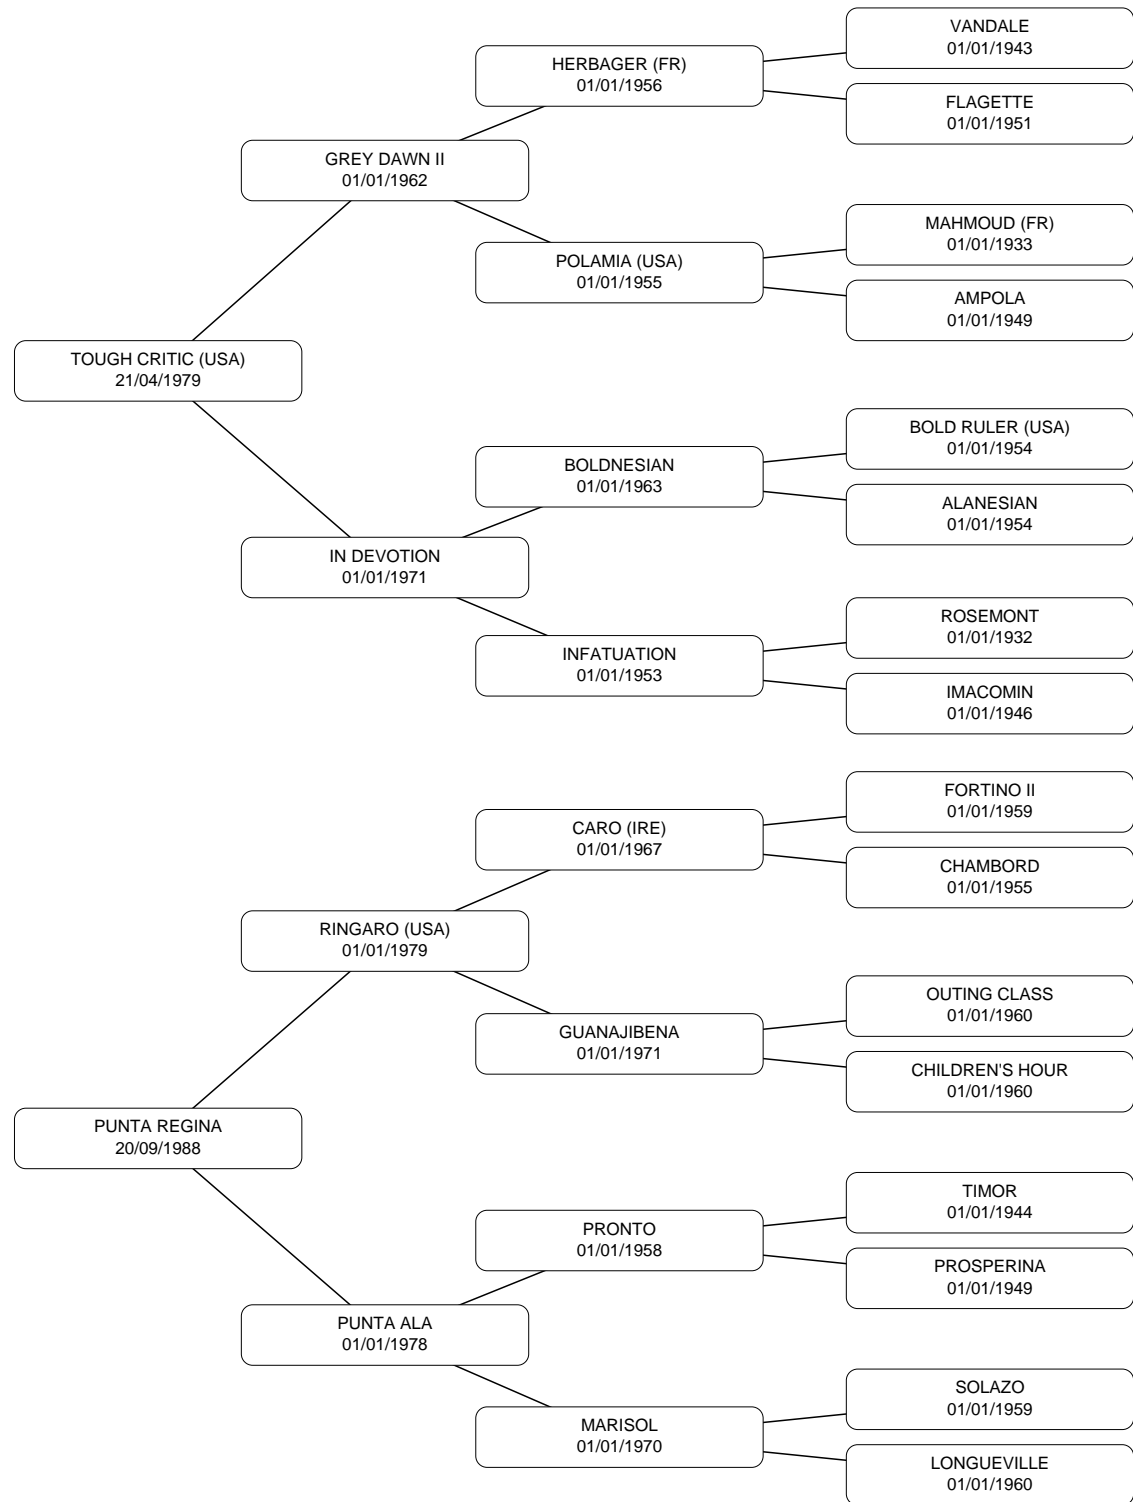 VANDALE
01/01/1943
HERBAGER (FR)
01/01/1956
FLAGETTE
01/01/1951
GREY DAWN II
01/01/1962
MAHMOUD (FR)
01/01/1933
POLAMIA (USA)
01/01/1955
AMPOLA
01/01/1949
TOUGH CRITIC (USA)
21/04/1979
BOLD RULER (USA)
01/01/1954
BOLDNESIAN
01/01/1963
ALANESIAN
01/01/1954
IN DEVOTION
01/01/1971
ROSEMONT
01/01/1932
INFATUATION
01/01/1953
IMACOMIN
01/01/1946
FORTINO II
01/01/1959
CARO (IRE)
01/01/1967
CHAMBORD
01/01/1955
RINGARO (USA)
01/01/1979
OUTING CLASS
01/01/1960
GUANAJIBENA
01/01/1971
CHILDREN'S HOUR
01/01/1960
PUNTA REGINA
20/09/1988
TIMOR
01/01/1944
PRONTO
01/01/1958
PROSPERINA
01/01/1949
PUNTA ALA
01/01/1978
SOLAZO
01/01/1959
MARISOL
01/01/1970
LONGUEVILLE
01/01/1960